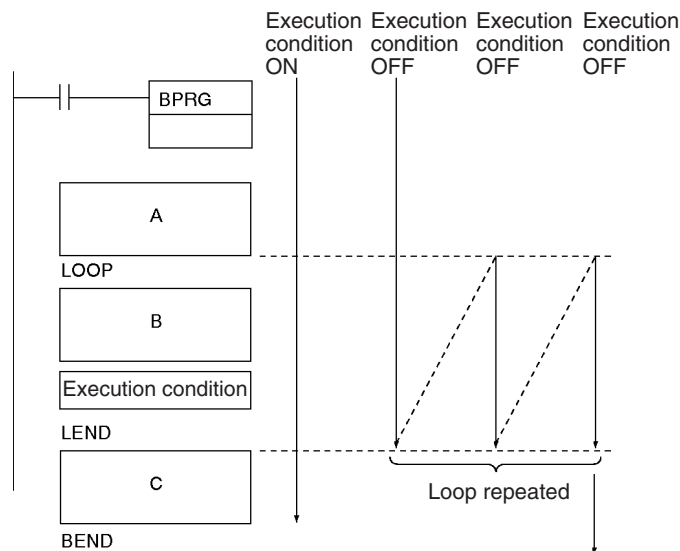 Execution condition ON
Execution condition OFF
Execution condition OFF
Execution condition OFF
BPRG
A
LOOP
B
Execution condition
LEND
C
Loop repeated
BEND